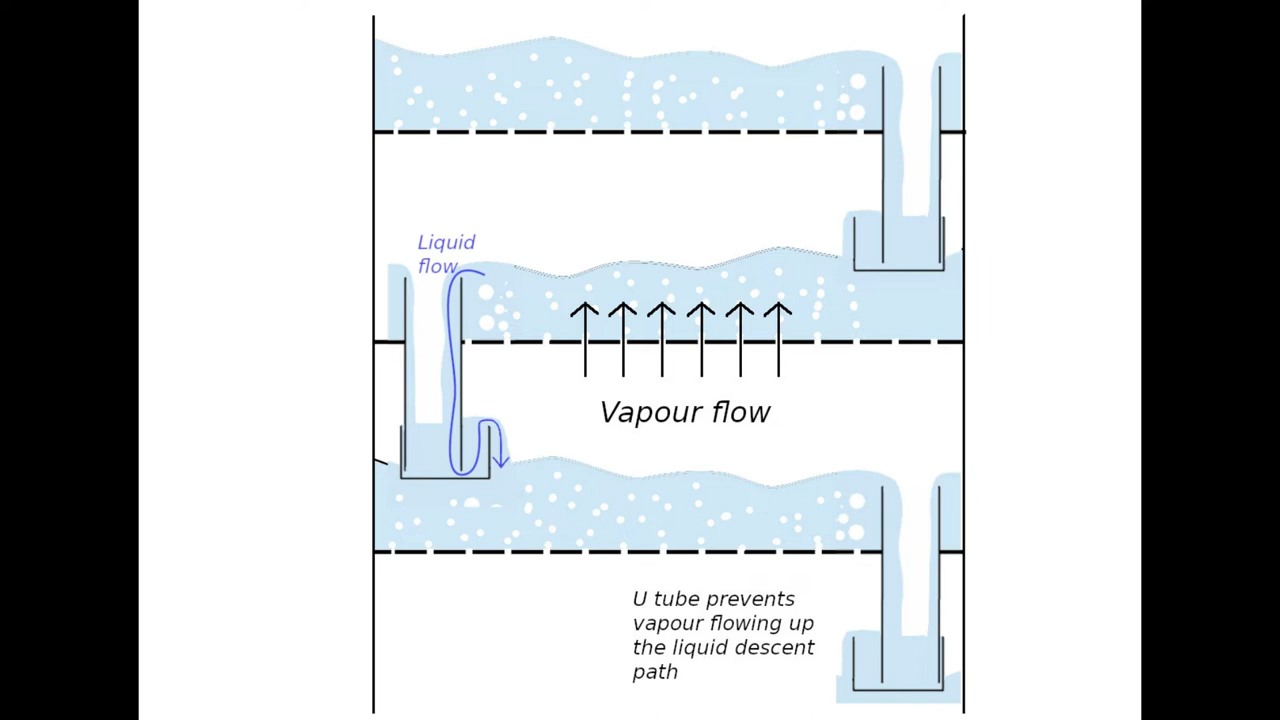 Liquid
flow
Vapour flow
U tube prevents
vapour flowing up
the liquid descent
path